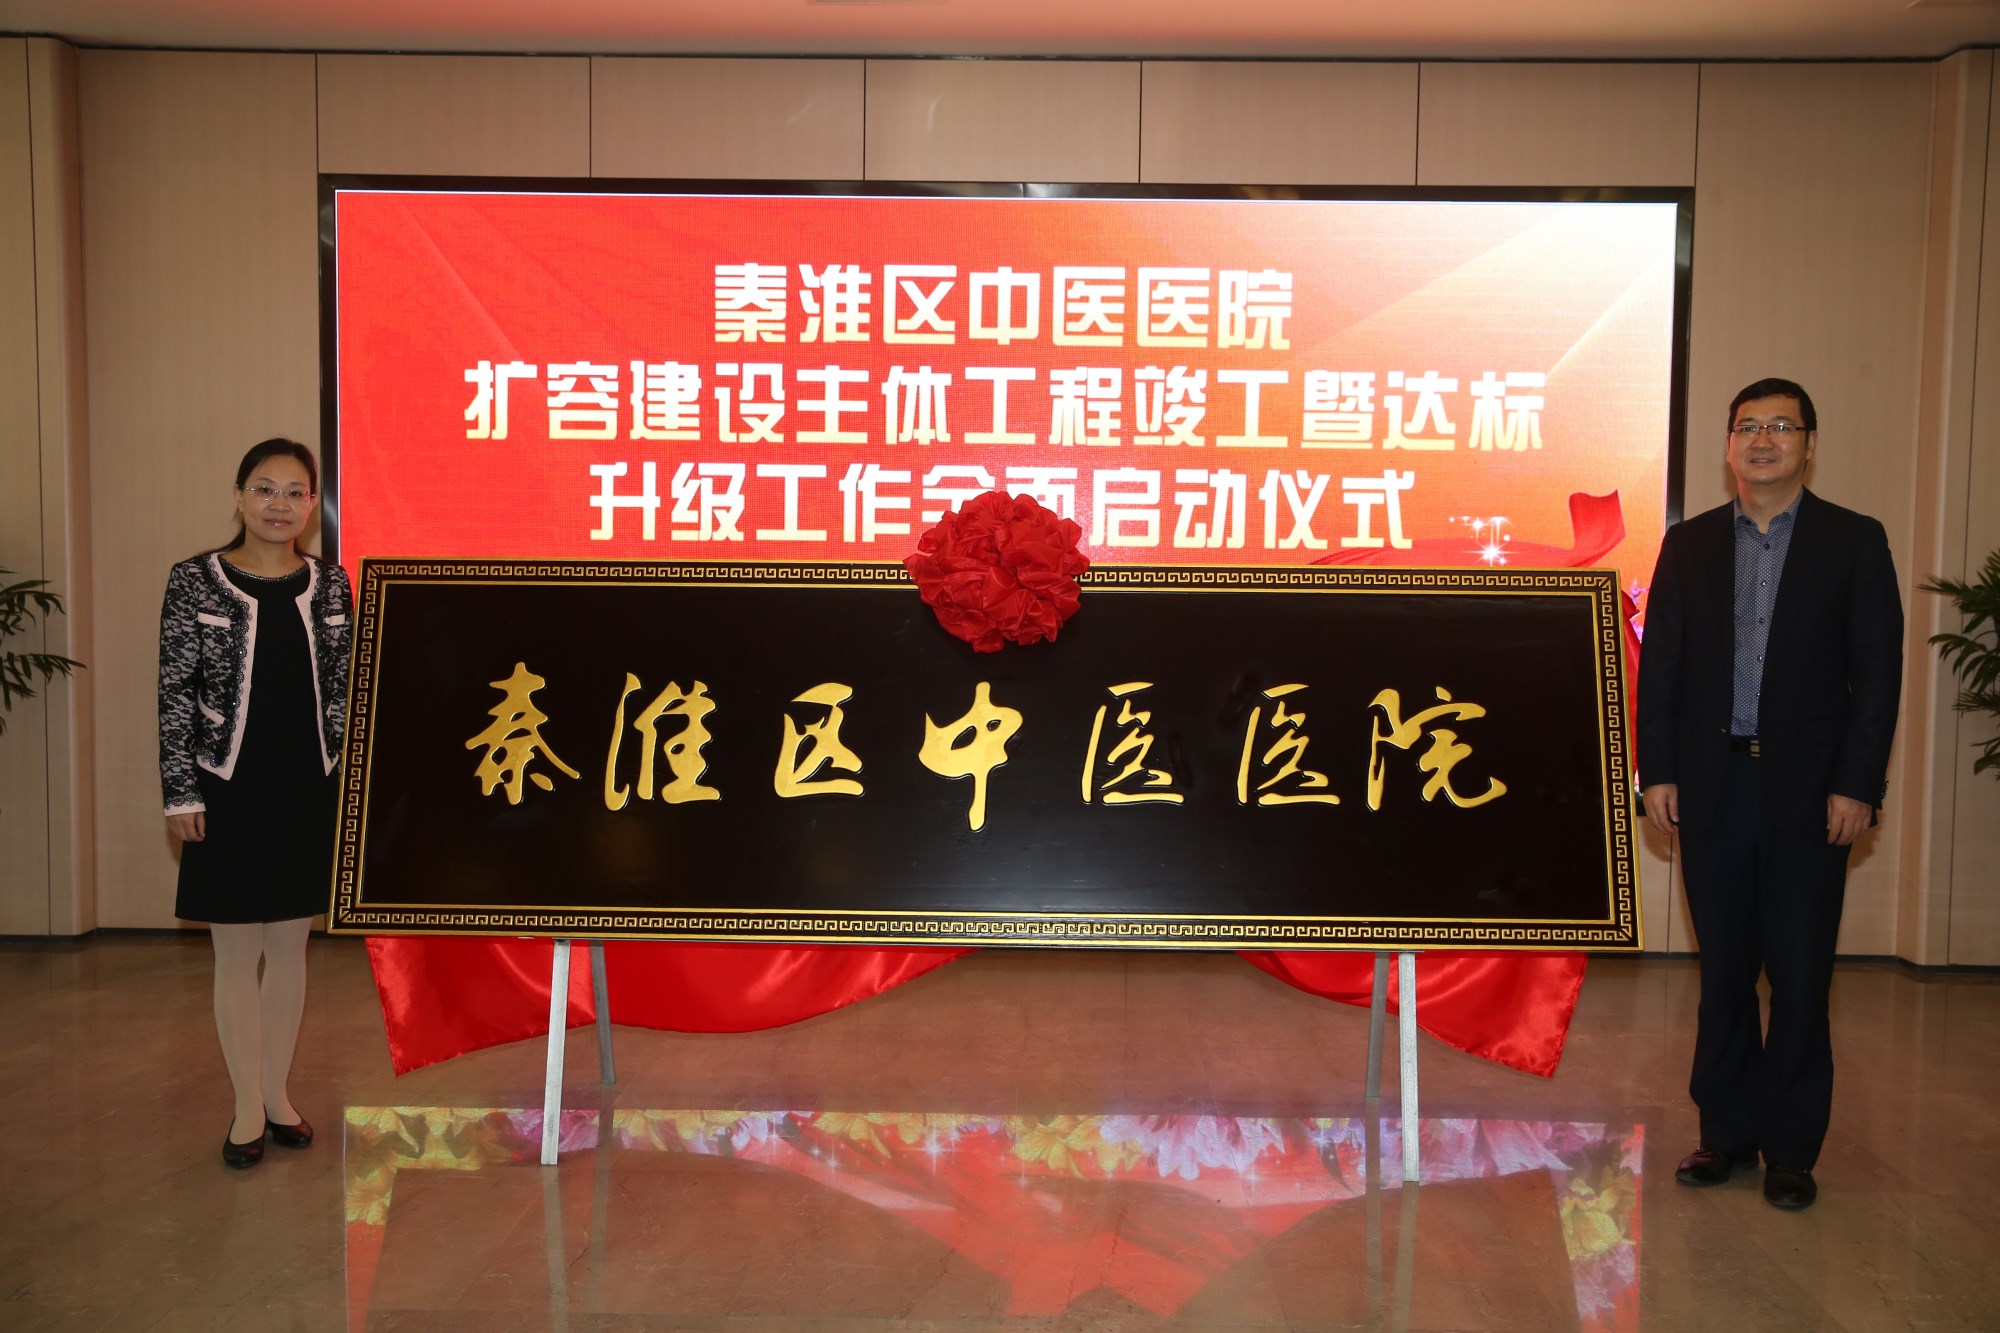 秦淮区中医医院
扩容建设主体工程竣工暨达标
升级工作全面启动仪式
秦淮区中医医院